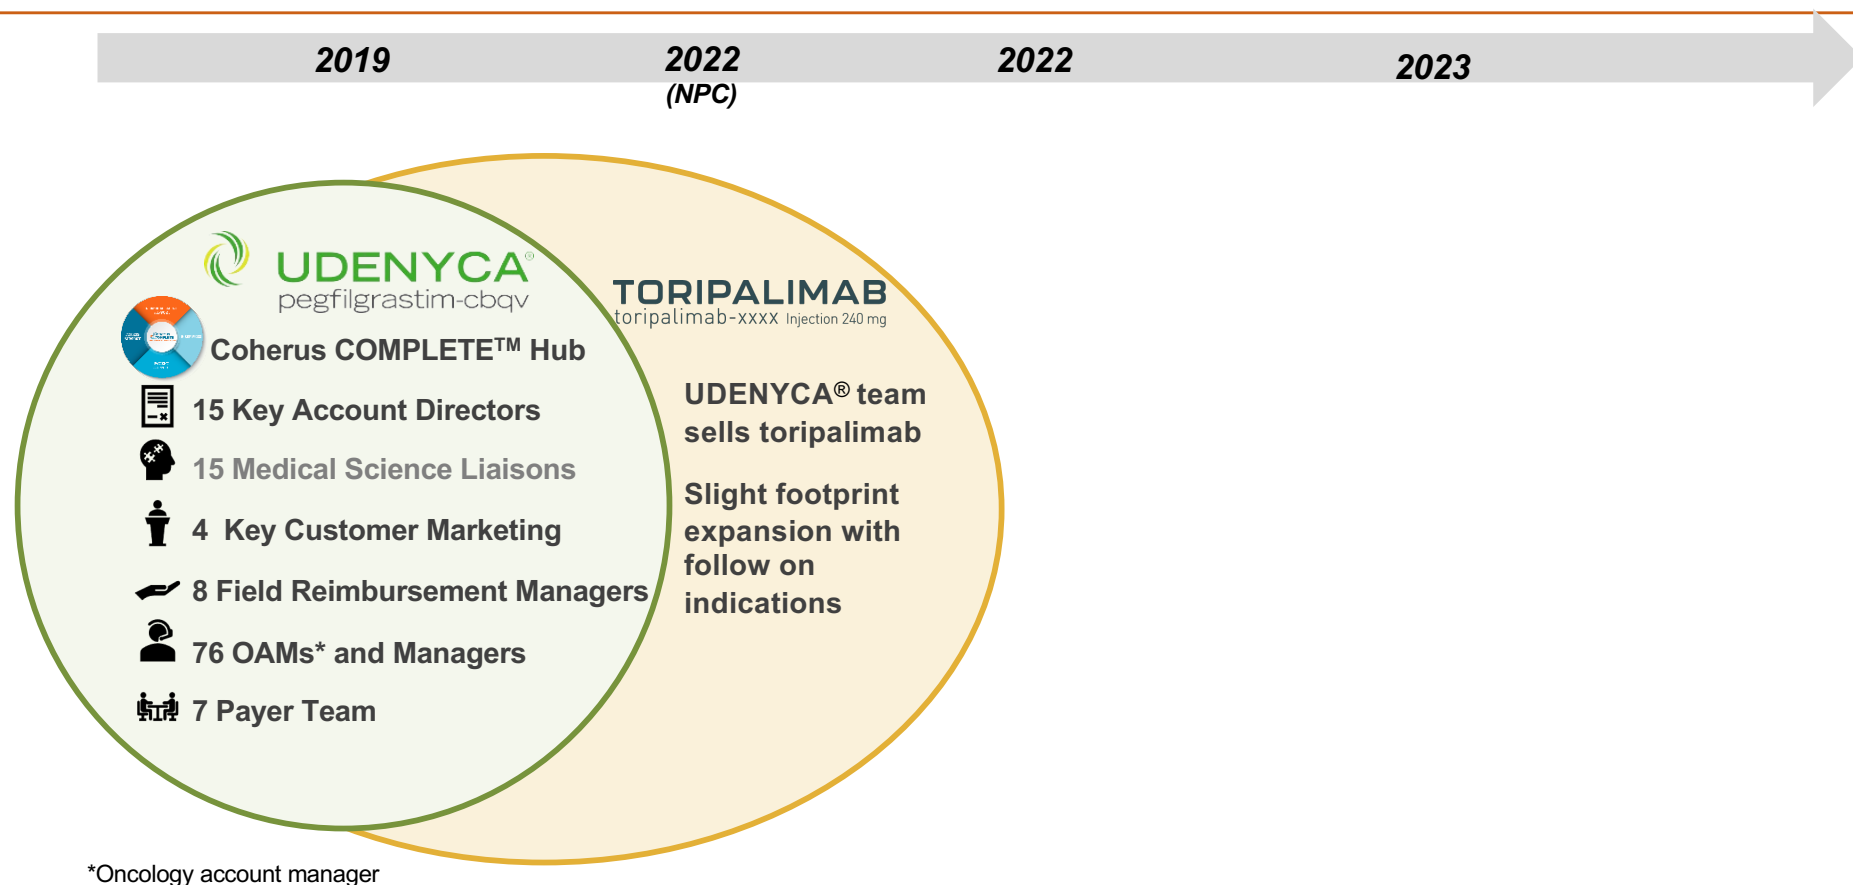 2019
2022
(NPC)
2022
2023
UDENYCA®
pegfilgrastim-cbqv
TORIPALIMAB
toripalimab-xxxx Injection 240 mg
Coherus COMPLETE™ Hub
15 Key Account Directors
15 Medical Science Liaisons
4 Key Customer Marketing
8 Field Reimbursement Managers
76 OAMs* and Managers
7 Payer Team
UDENYCA® team
sells toripalimab
Slight footprint
expansion with
follow on
indications
*Oncology account manager